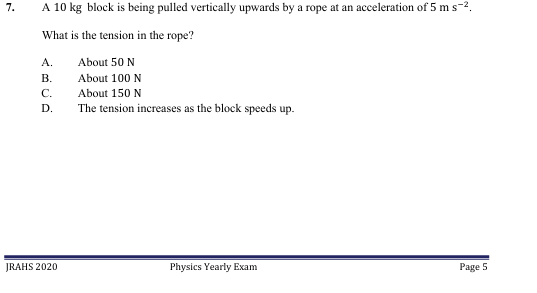 7. A 10 kg block is being pulled vertically upwards by a rope at an acceleration of 5 m s⁻².
What is the tension in the rope?
A. About 50 N
B. About 100 N
C. About 150 N
D. The tension increases as the block speeds up.
JRAHS 2020 Physics Yearly Exam Page 5